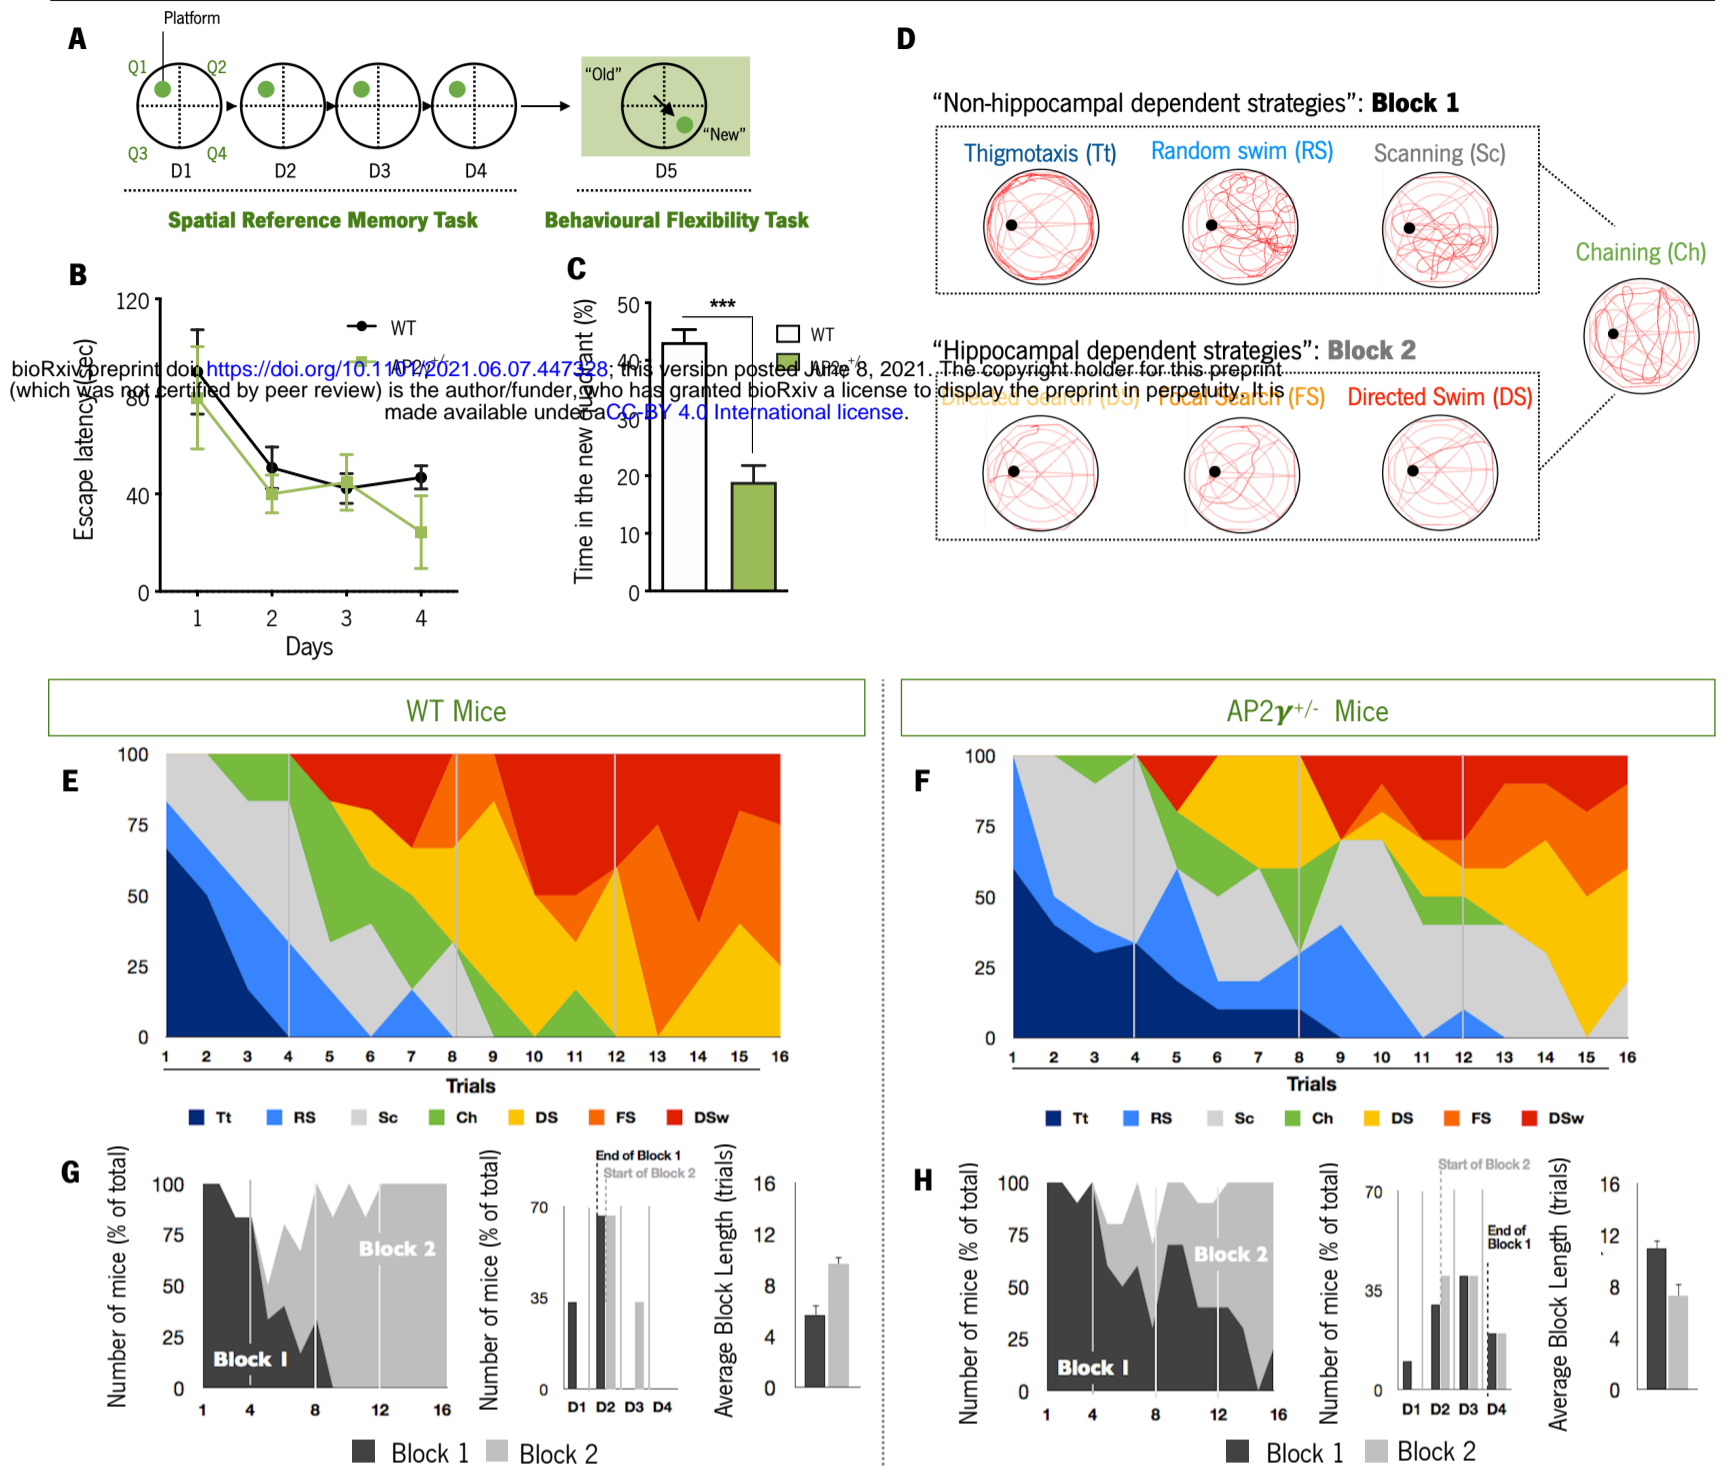 A
Platform
Q1
Q2
Q3
Q4
D1
D2
D3
D4
"Old"
"New"
D5
Spatial Reference Memory Task
Behavioural Flexibility Task
B
Escape latency (sec)
120
80
40
0
1
2
3
4
Days
WT
AP2γ+/-
C
Time in the new quadrant (%)
50
40
30
20
10
0
***
WT
AP2γ+/-
bioRxiv preprint doi: https://doi.org/10.1101/2021.06.07.447328; this version posted June 8, 2021. The copyright holder for this preprint
(which was not certified by peer review) is the author/funder, who has granted bioRxiv a license to display the preprint in perpetuity. It is
made available under aCC-BY 4.0 International license.
D
"Non-hippocampal dependent strategies": Block 1
Thigmotaxis (Tt)
Random swim (RS)
Scanning (Sc)
Chaining (Ch)
"Hippocampal dependent strategies": Block 2
Directed Search (DS)
Focal Search (FS)
Directed Swim (DS)
WT Mice
AP2γ+/- Mice
E
100
75
50
25
0
1 2 3 4 5 6 7 8 9 10 11 12 13 14 15 16
Trials
Tt RS Sc Ch DS FS DSw
F
100
75
50
25
0
1 2 3 4 5 6 7 8 9 10 11 12 13 14 15 16
Trials
Tt RS Sc Ch DS FS DSw
G
Number of mice (% of total)
100
75
50
25
0
Block 1
Block 2
1 4 8 12 16
Number of mice (% of total)
70
35
0
End of Block 1
Start of Block 2
D1 D2 D3 D4
Average Block Length (trials)
16
12
8
4
0
Block 1 Block 2
H
Number of mice (% of total)
100
75
50
25
0
Block 1
Block 2
1 4 8 12 16
Number of mice (% of total)
70
35
0
Start of Block 2
End of
Block 1
D1 D2 D3 D4
Average Block Length (trials)
16
12
8
4
0
Block 1 Block 2